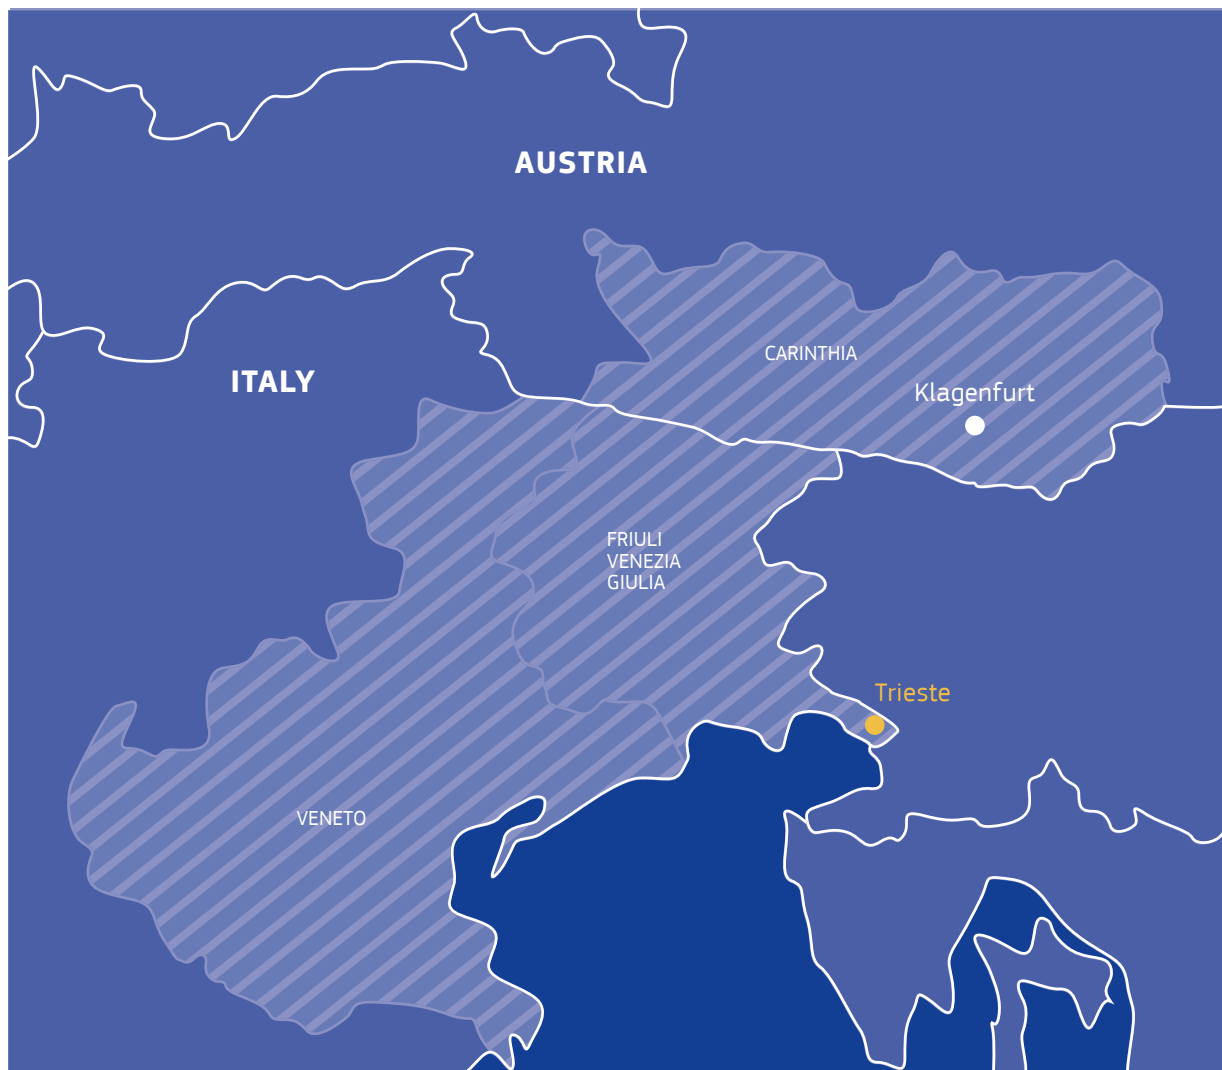 AUSTRIA
CARINTHIA
ITALY
Klagenfurt
FRIULI
VENEZIA
GIULIA
Trieste
VENETO